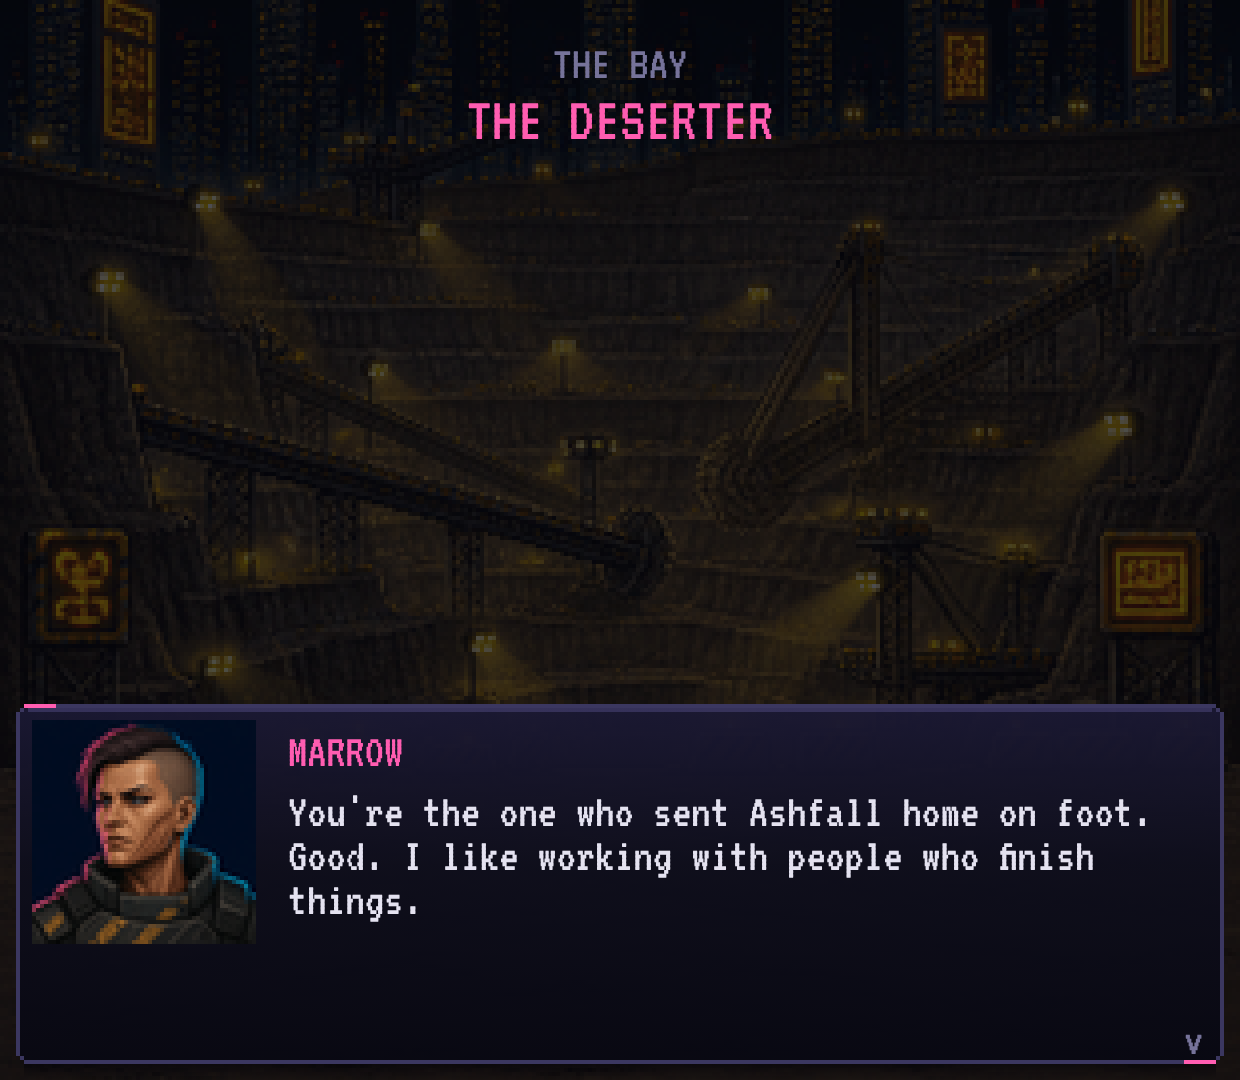 THE BAY
THE DESERTER
MARROW
You're the one who sent Ashfall home on foot.
Good. I like working with people who finish
things.
V